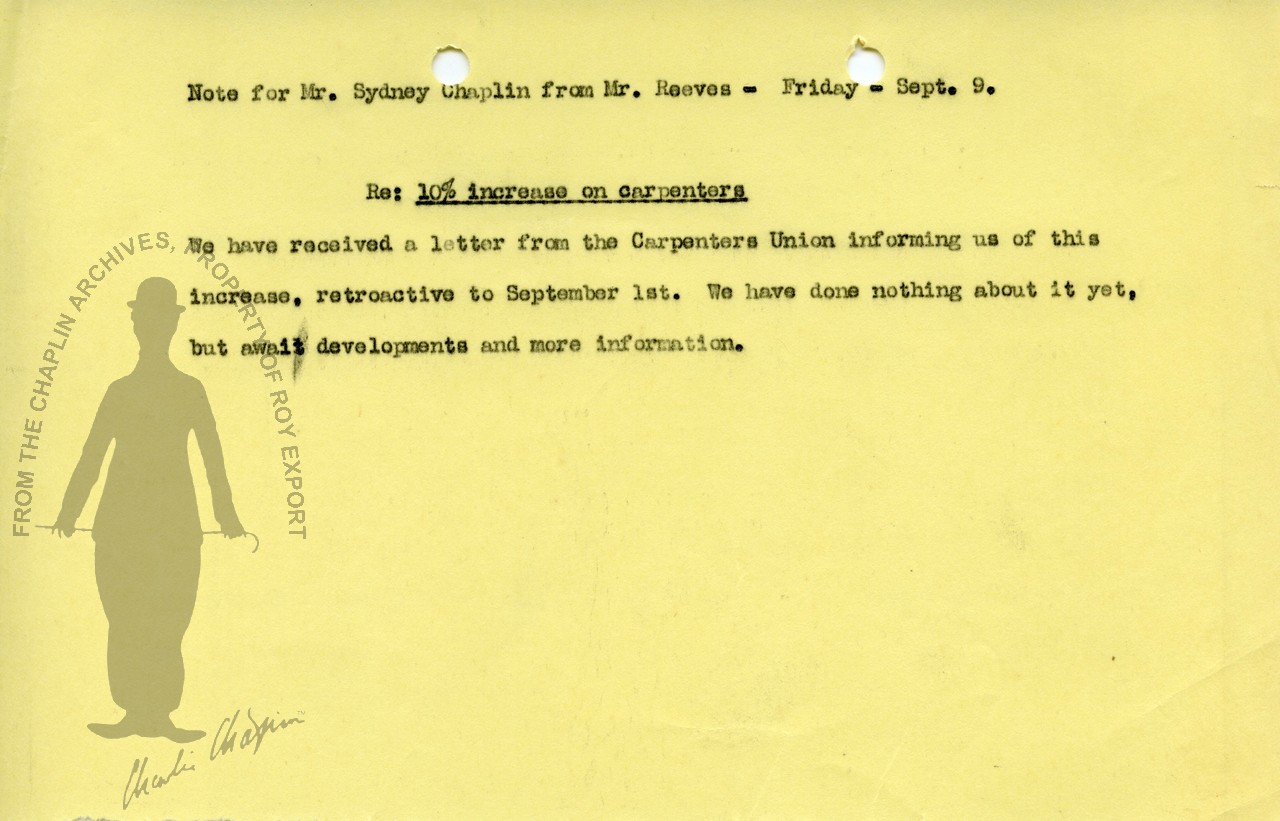 Note for Mr. Sydney Chaplin from Mr. Reeves - Friday - Sept. 9.
Re: 10% increase on carpenters
We have received a letter from the Carpenters Union informing us of this
increase, retroactive to September 1st. We have done nothing about it yet,
but await developments and more information.
FROM THE CHAPLIN ARCHIVES, PROPERTY OF ROY EXPORT
Charlie Chaplin